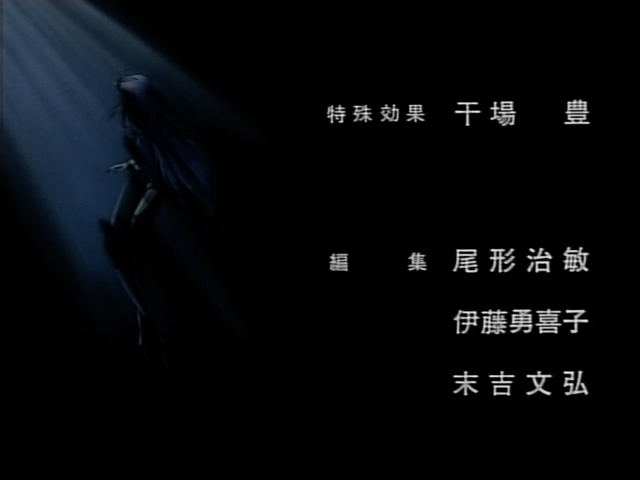 特殊効果 干場 豊
編集 尾形治敏
伊藤勇喜子
末吉文弘